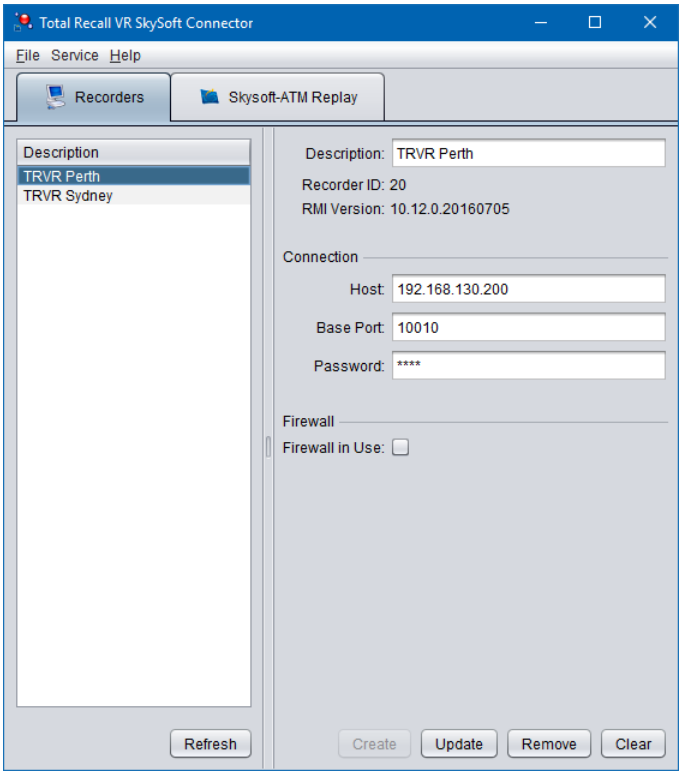 Total Recall VR SkySoft Connector
File Service Help
Recorders
Skysoft-ATM Replay
Description
TRVR Perth
TRVR Sydney
Refresh
Description: TRVR Perth
Recorder ID: 20
RMI Version: 10.12.0.20160705
Connection
Host: 192.168.130.200
Base Port: 10010
Password: ****
Firewall
Firewall in Use:
Create Update Remove Clear